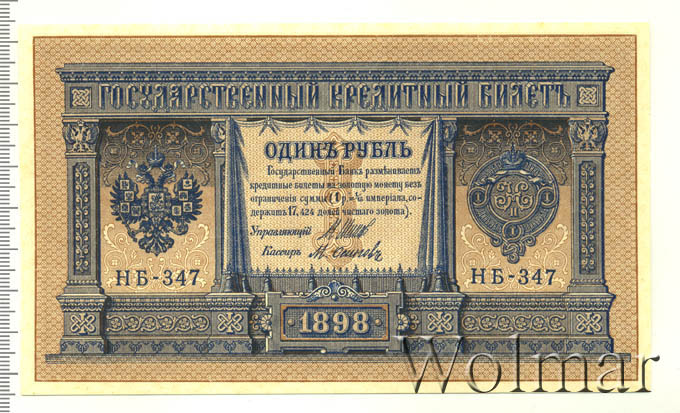 ГОСУДАРСТВЕННЫЙ КРЕДИТНЫЙ БИЛЕТЪ
ОДИНЪ РУБЛЬ
Государственный Банк размѣниваетъ
кредитные билеты на золотую монету безъ
ограниченія суммы (1 р. = 1/15 имперіала, со-
держитъ 17,424 долей чистаго золота).
Управляющій
Кассиръ
НБ-347
НБ-347
1898
Wolmar